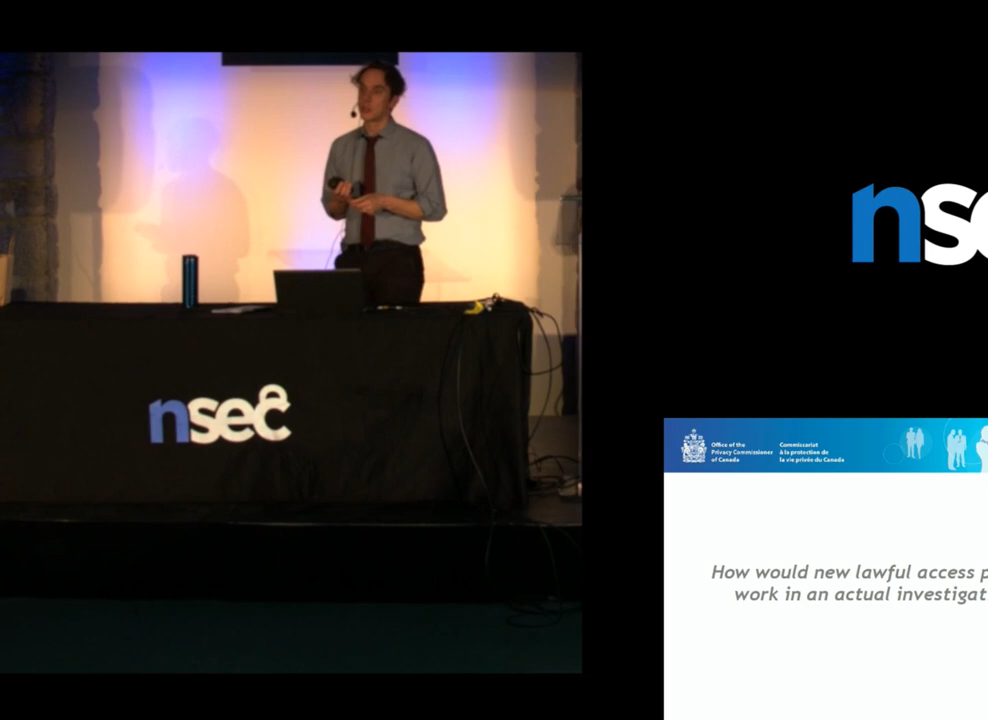 nsec
nse
Office of the
Privacy Commissioner
of Canada
Commissariat
à la protection de
la vie privée du Canada
How would new lawful access p
work in an actual investigat